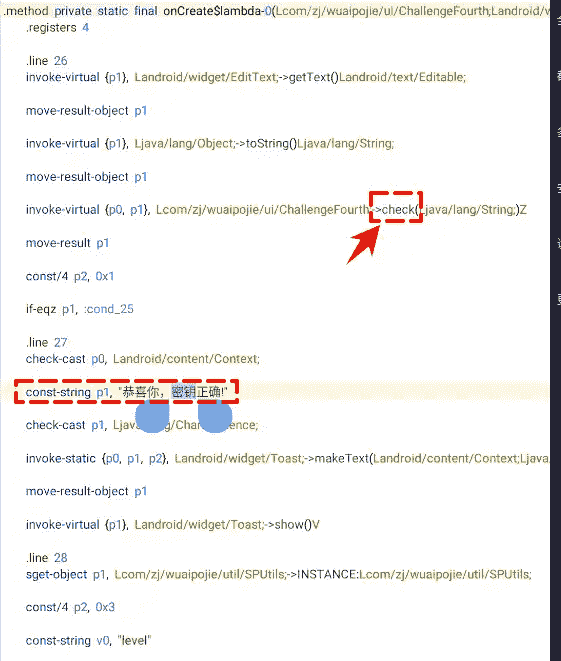 .method private static final onCreate$lambda-0(Lcom/zj/wuaipojie/ui/ChallengeFourth;Landroid/w
.registers 4
.line 26
invoke-virtual {p1}, Landroid/widget/EditText;->getText()Landroid/text/Editable;
move-result-object p1
invoke-virtual {p1}, Ljava/lang/Object;->toString()Ljava/lang/String;
move-result-object p1
invoke-virtual {p0, p1}, Lcom/zj/wuaipojie/ui/ChallengeFourth;->check(Ljava/lang/String;)Z
move-result p1
const/4 p2, 0x1
if-eqz p1, :cond_25
.line 27
check-cast p0, Landroid/content/Context;
const-string p1, "恭喜你，密钥正确!"
check-cast p1, Ljava/lang/CharSequence;
invoke-static {p0, p1, p2}, Landroid/widget/Toast;->makeText(Landroid/content/Context;Ljava
move-result-object p1
invoke-virtual {p1}, Landroid/widget/Toast;->show()V
.line 28
sget-object p1, Lcom/zj/wuaipojie/util/SPUtils;->INSTANCE:Lcom/zj/wuaipojie/util/SPUtils;
const/4 p2, 0x3
const-string v0, "level"